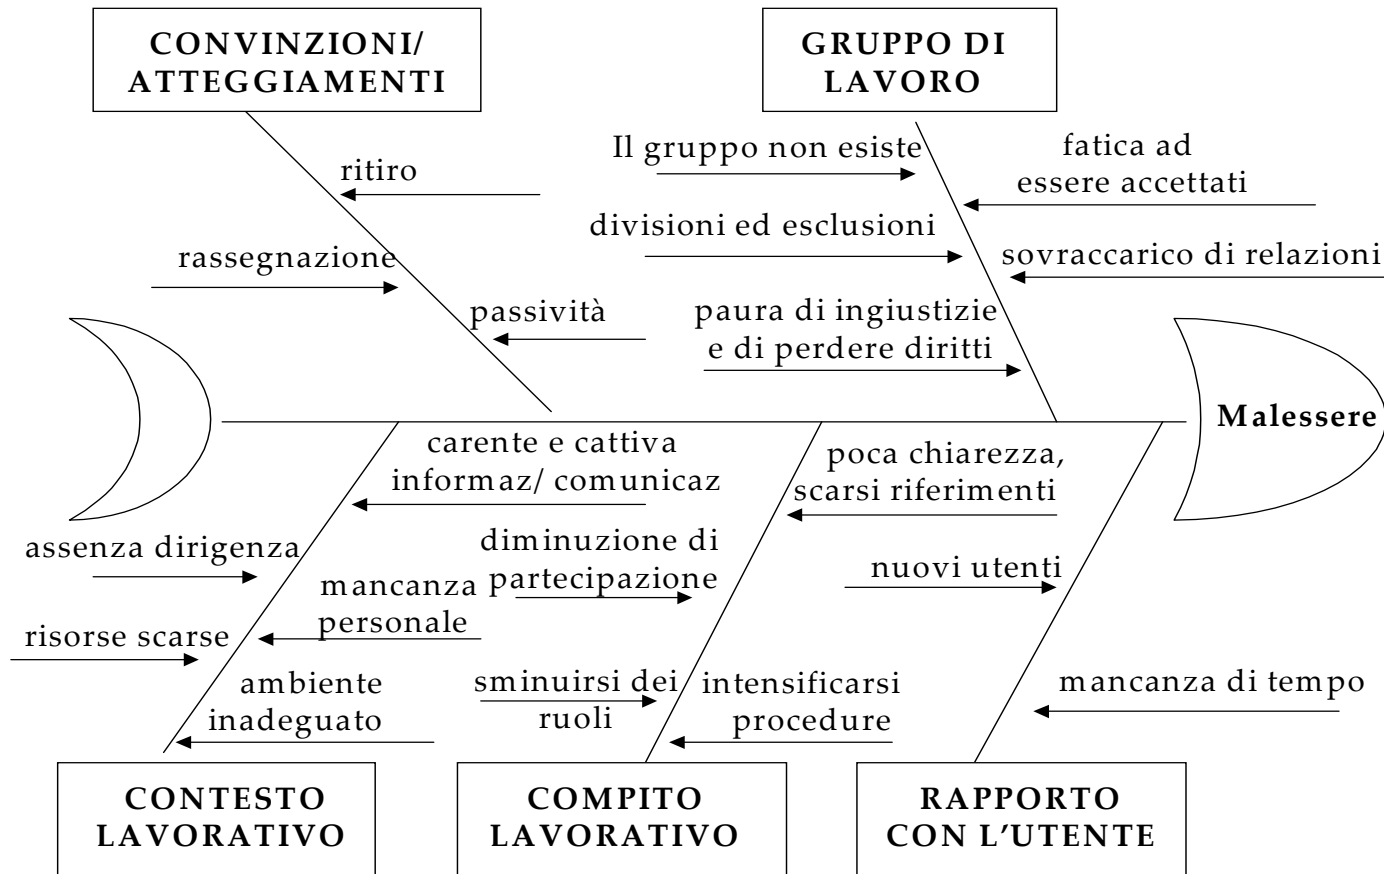 CONVINZIONI/
ATTEGGIAMENTI
GRUPPO DI
LAVORO
ritiro
rassegnazione
passività
Il gruppo non esiste
fatica ad
essere accettati
divisioni ed esclusioni
sovraccarico di relazioni
paura di ingiustizie
e di perdere diritti
Malessere
carente e cattiva
informaz/ comunicaz
assenza dirigenza
mancanza
personale
risorse scarse
ambiente
inadeguato
poca chiarezza,
scarsi riferimenti
diminuzione di
partecipazione
sminuirsi dei
ruoli
intensificarsi
procedure
nuovi utenti
mancanza di tempo
CONTESTO
LAVORATIVO
COMPITO
LAVORATIVO
RAPPORTO
CON L'UTENTE